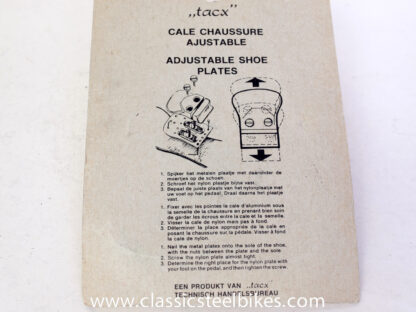 „tacx"
CALE CHAUSSURE
AJUSTABLE
ADJUSTABLE SHOE
PLATES
1. Spijker het metalen plaatje met daaronder de
moertjes op de schoen.
2. Schroef het nylon plaatje bijna vast.
3. Bepaal de juiste plaats van het nylonplaatje met
uw voet op het pedaal. Draai daarna het plaatje
vast.
1. Fixer avec les pointes la cale d'aluminium sous
la semelle de la chaussure en prenant bien soin
de garder les écrous entre la cale et la semelle.
2. Visser la cale de nylon mais pas à fond.
3. Déterminer la place appropriée de la cale en
posant la chaussure sur la pédale. Visser à fond
la cale de nylon.
1. Nail the metal plates onto the sole of the shoe,
with the nuts between the plate and the sole.
2. Screw the nylon plate almost tight.
3. Determine the right place for the nylon plate with
your foot on the pedal, and then tighten the screw.
EEN PRODUKT VAN „tacx
TECHNISCH HANDELSBUREAU
www.classicsteelbikes.com